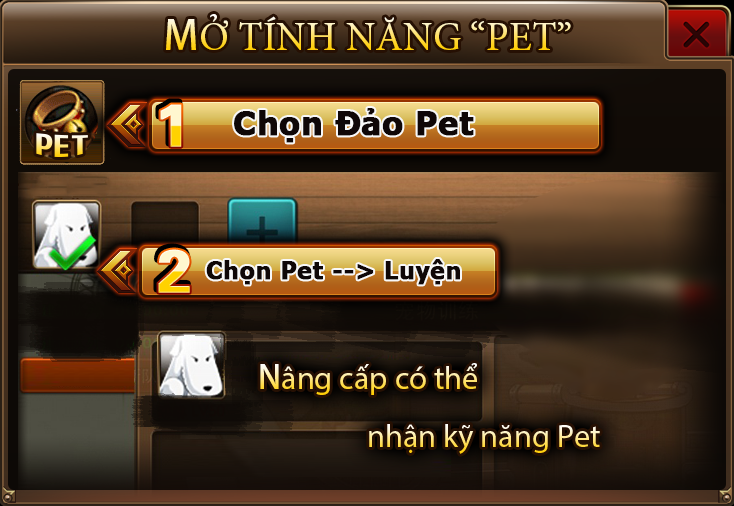 MỞ TÍNH NĂNG “PET”
PET
1
Chọn Đảo Pet
2
Chọn Pet --> Luyện
Nâng cấp có thể
nhận kỹ năng Pet